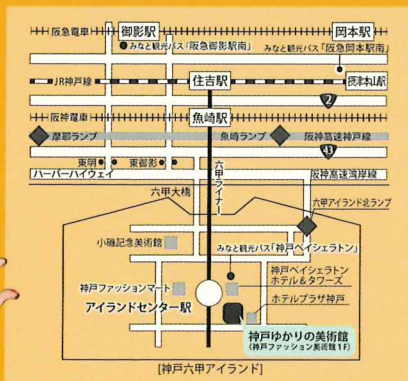 阪急電車
御影駅
岡本駅
みなと観光バス「阪急御影駅南」
みなと観光バス「阪急岡本駅南」
JR神戸線
住吉駅
摂津本山駅
2
阪神電車
魚崎駅
摩耶ランプ
魚崎ランプ
阪神高速神戸線
43
東明
東御影
ハーバーハイウェイ
六甲ライナー
阪神高速湾岸線
六甲大橋
六甲アイランド北ランプ
小磯記念美術館
みなと観光バス「神戸ベイシェラトン」
神戸ベイシェラトン
ホテル&タワーズ
神戸ファッションマート
ホテルプラザ神戸
アイランドセンター駅
神戸ゆかりの美術館
(神戸ファッション美術館1F)
[神戸六甲アイランド]